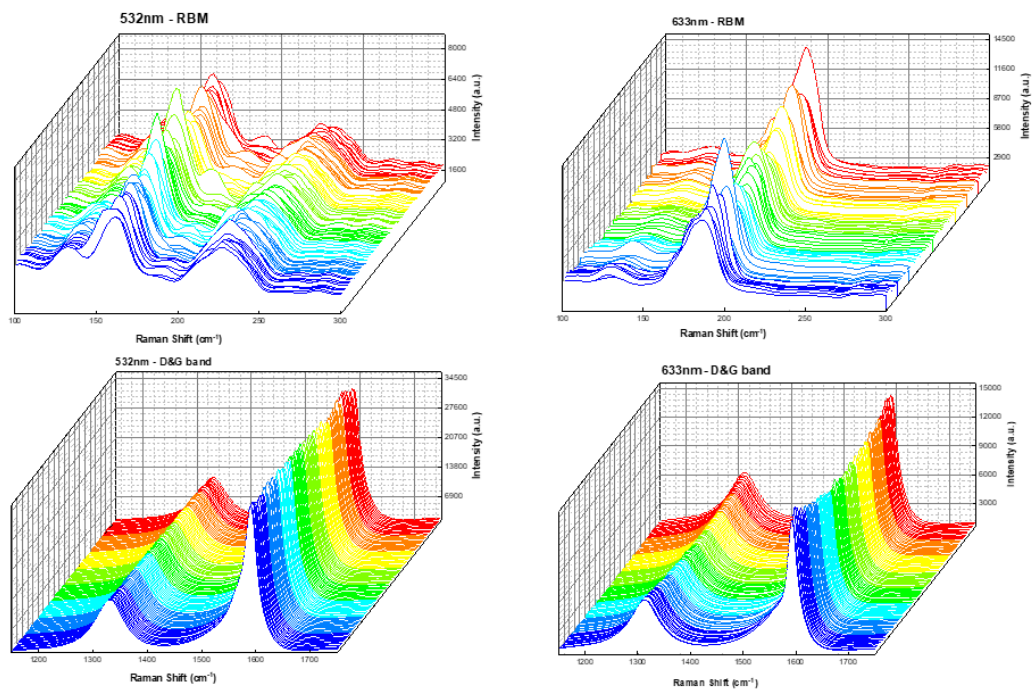 532nm - RBM
8000
6400
4800
3200
1600
Intensity (a.u.)
100 150 200 250 300
Raman Shift (cm⁻¹)
633nm - RBM
14500
11600
8700
5800
2900
Intensity (a.u.)
100 150 200 250 300
Raman Shift (cm⁻¹)
532nm - D&G band
34500
27600
20700
13800
6900
Intensity (a.u.)
1200 1300 1400 1500 1600 1700
Raman Shift (cm⁻¹)
633nm - D&G band
15000
12000
9000
6000
3000
Intensity (a.u.)
1200 1300 1400 1500 1600 1700
Raman Shift (cm⁻¹)